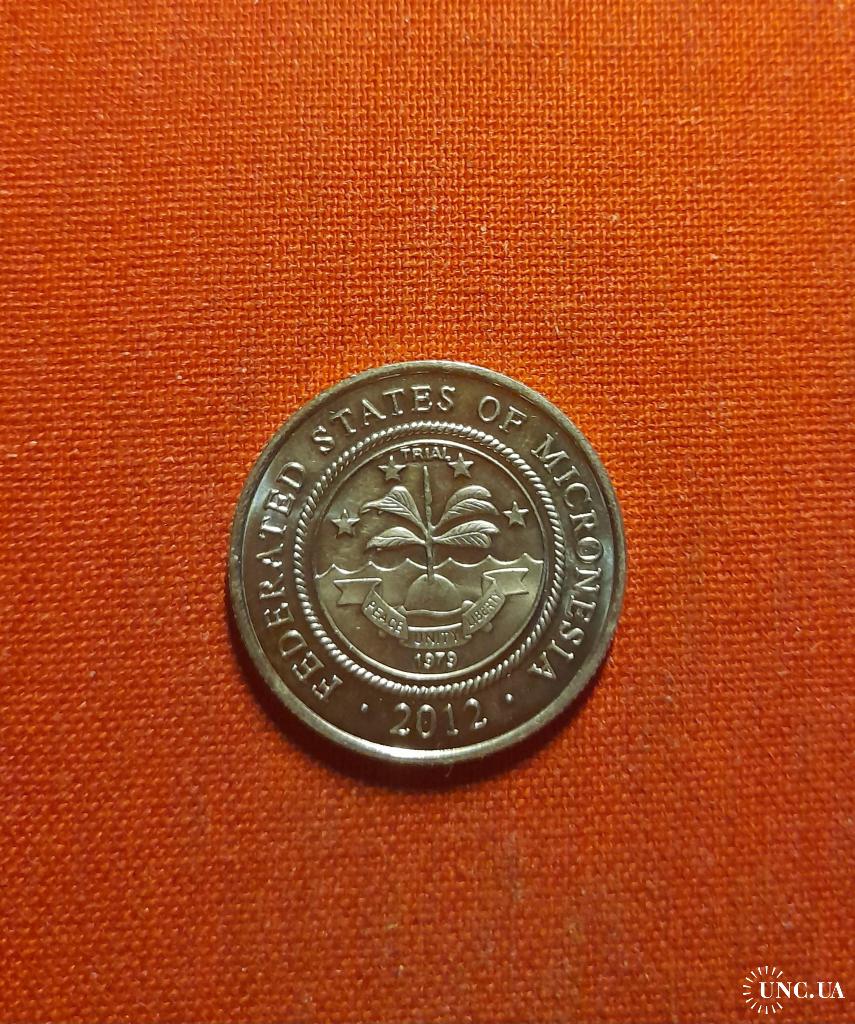 FEDERATED STATES OF MICRONESIA
TRIAL
PEACE UNITY LIBERTY
1979
· 2012 ·
UNC.UA